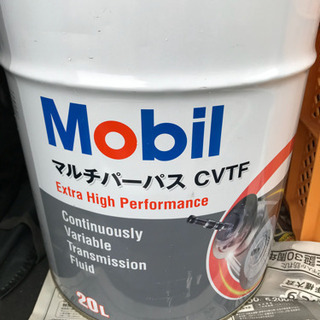 Mobil
マルチパーパス CVTF
Extra High Performance
Continuously
Variable
Transmission
Fluid
20L